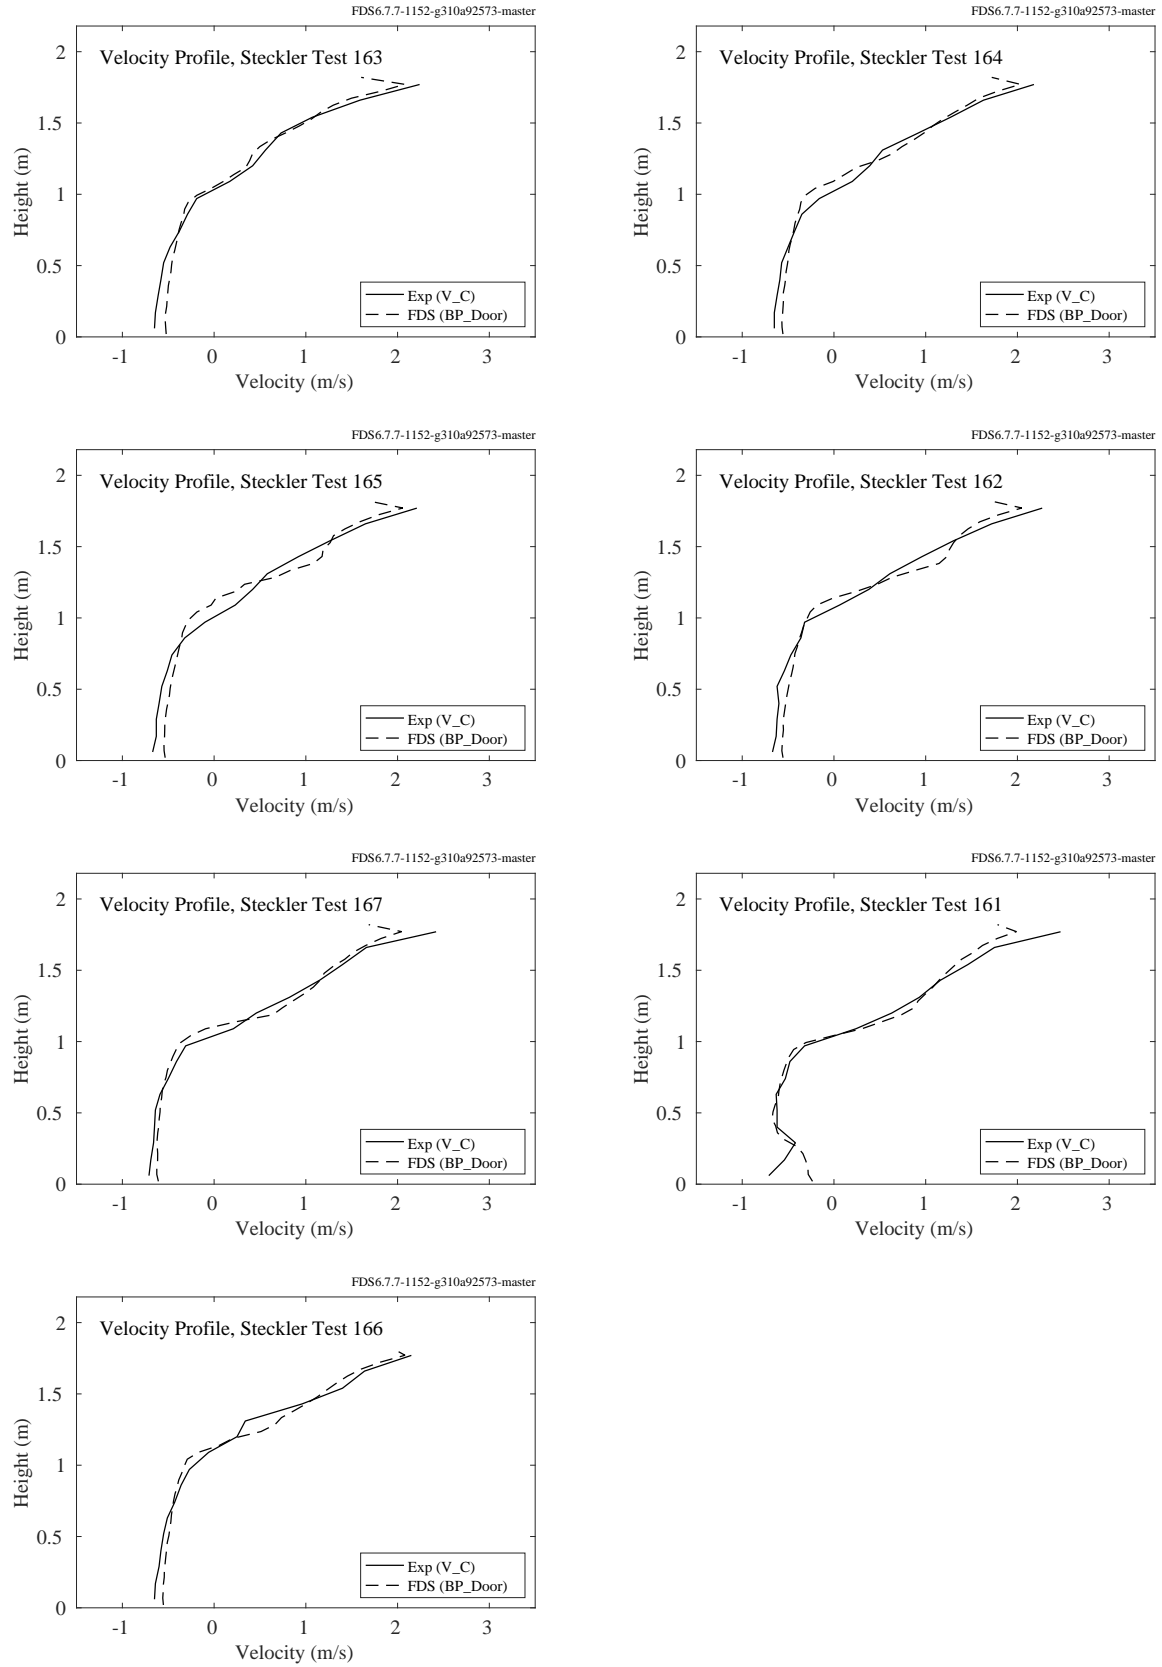 FDS6.7.7-1152-g310a92573-master
Velocity Profile, Steckler Test 163
2
1.5
1
0.5
0
Height (m)
Exp (V_C)
FDS (BP_Door)
-1 0 1 2 3
Velocity (m/s)
FDS6.7.7-1152-g310a92573-master
Velocity Profile, Steckler Test 164
2
1.5
1
0.5
0
Height (m)
Exp (V_C)
FDS (BP_Door)
-1 0 1 2 3
Velocity (m/s)
FDS6.7.7-1152-g310a92573-master
Velocity Profile, Steckler Test 165
2
1.5
1
0.5
0
Height (m)
Exp (V_C)
FDS (BP_Door)
-1 0 1 2 3
Velocity (m/s)
FDS6.7.7-1152-g310a92573-master
Velocity Profile, Steckler Test 162
2
1.5
1
0.5
0
Height (m)
Exp (V_C)
FDS (BP_Door)
-1 0 1 2 3
Velocity (m/s)
FDS6.7.7-1152-g310a92573-master
Velocity Profile, Steckler Test 167
2
1.5
1
0.5
0
Height (m)
Exp (V_C)
FDS (BP_Door)
-1 0 1 2 3
Velocity (m/s)
FDS6.7.7-1152-g310a92573-master
Velocity Profile, Steckler Test 161
2
1.5
1
0.5
0
Height (m)
Exp (V_C)
FDS (BP_Door)
-1 0 1 2 3
Velocity (m/s)
FDS6.7.7-1152-g310a92573-master
Velocity Profile, Steckler Test 166
2
1.5
1
0.5
0
Height (m)
Exp (V_C)
FDS (BP_Door)
-1 0 1 2 3
Velocity (m/s)